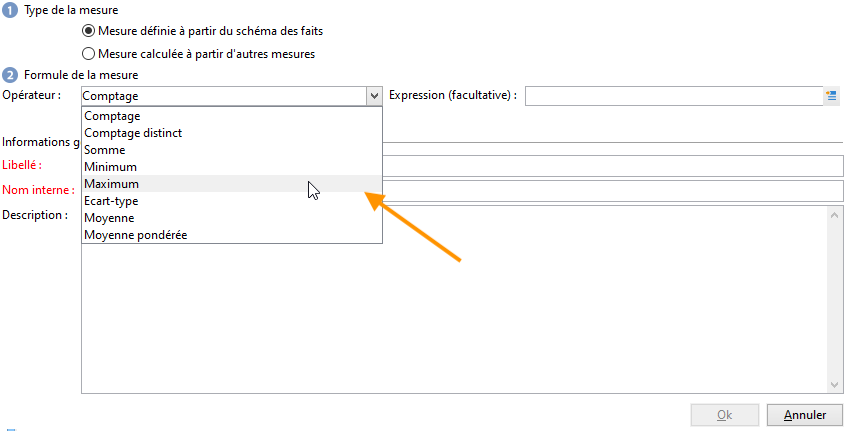 1 Type de la mesure
Mesure définie à partir du schéma des faits
Mesure calculée à partir d'autres mesures
2 Formule de la mesure
Opérateur : Comptage Expression (facultative) :
Comptage
Comptage distinct
Informations g
Somme
Libellé :
Minimum
Maximum
Nom interne :
Ecart-type
Description :
Moyenne
Moyenne pondérée
Ok Annuler